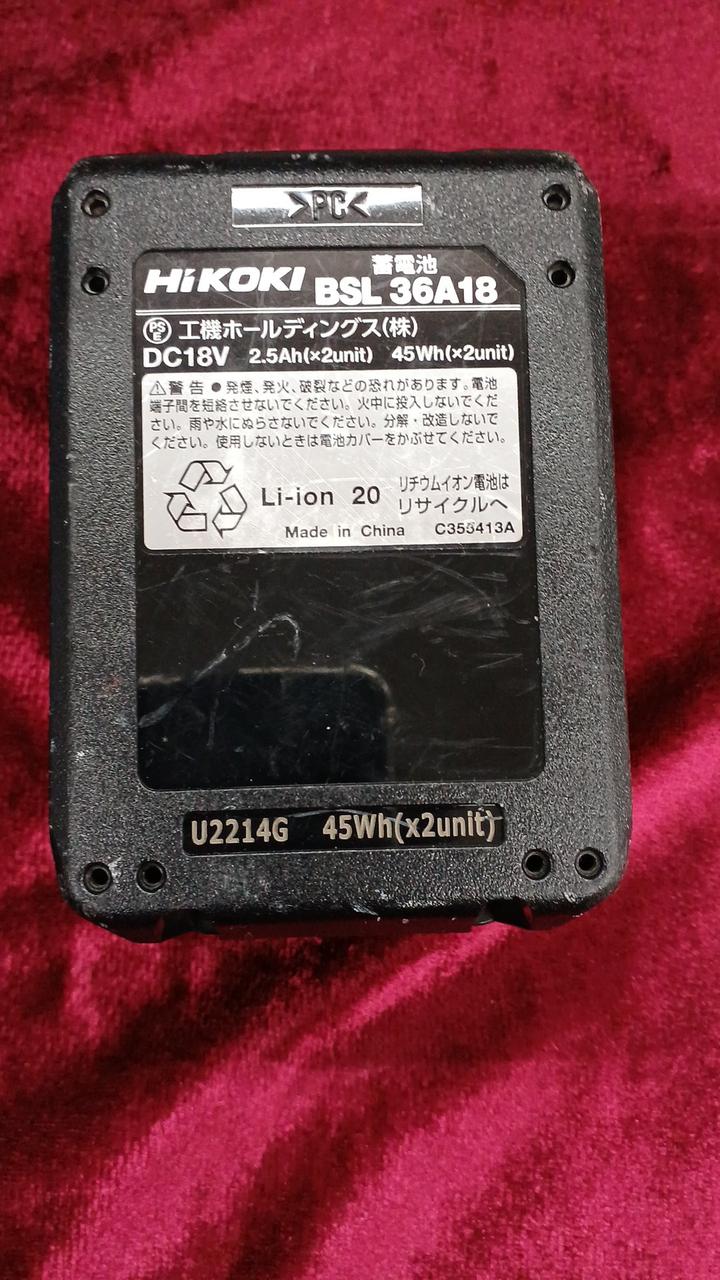 >PC<
HiKOKI 蓄電池
BSL 36A18
PSE 工機ホールディングス(株)
DC18V 2.5Ah(×2unit) 45Wh(×2unit)
⚠警告 ●発煙、発火、破裂などの恐れがあります。電池
端子間を短絡させないでください。火中に投入しないでくだ
さい。雨や水にぬらさないでください。分解・改造しないで
ください。使用しないときは電池カバーをかぶせてください。
Li-ion 20 リチウムイオン電池は
リサイクルへ
Made in China C355413A
U2214G 45Wh(x2unit)